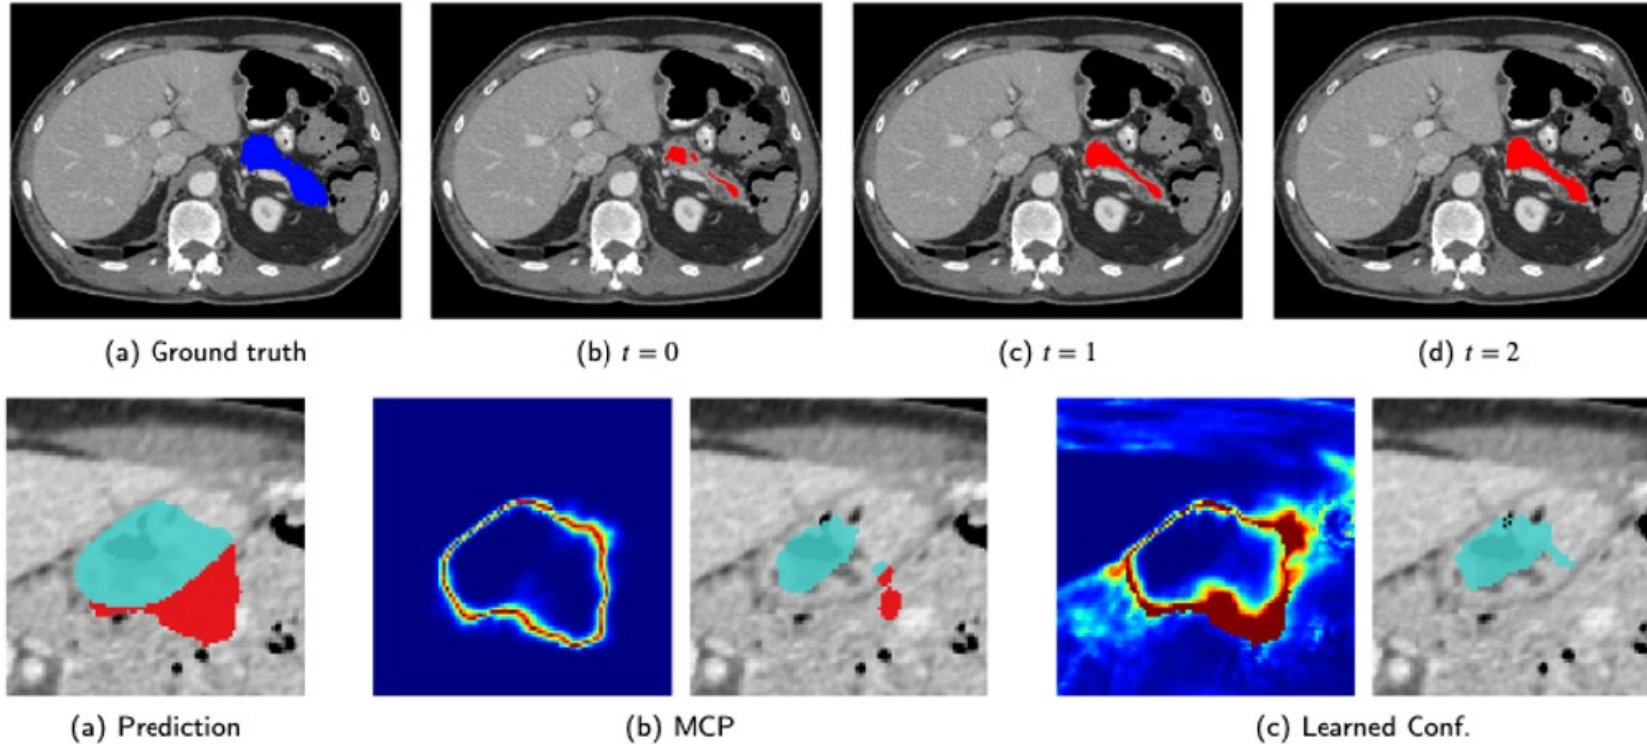 (a) Ground truth
(b) t = 0
(c) t = 1
(d) t = 2
(a) Prediction
(b) MCP
(c) Learned Conf.